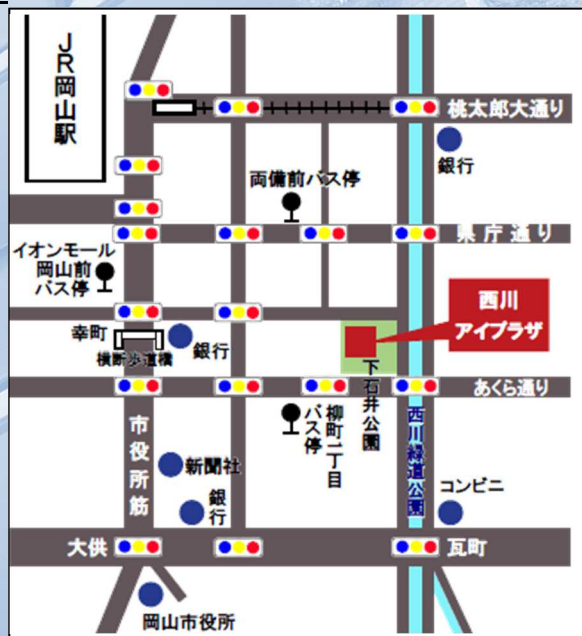 JR岡山駅
桃太郎大通り
銀行
両備前バス停
県庁通り
イオンモール
岡山前
バス停
西川
アイプラザ
幸町
横断歩道橋
銀行
下石井公園
あくら通り
柳町一丁目
バス停
市役所筋
西川緑道公園
新聞社
銀行
コンビニ
大供
瓦町
岡山市役所